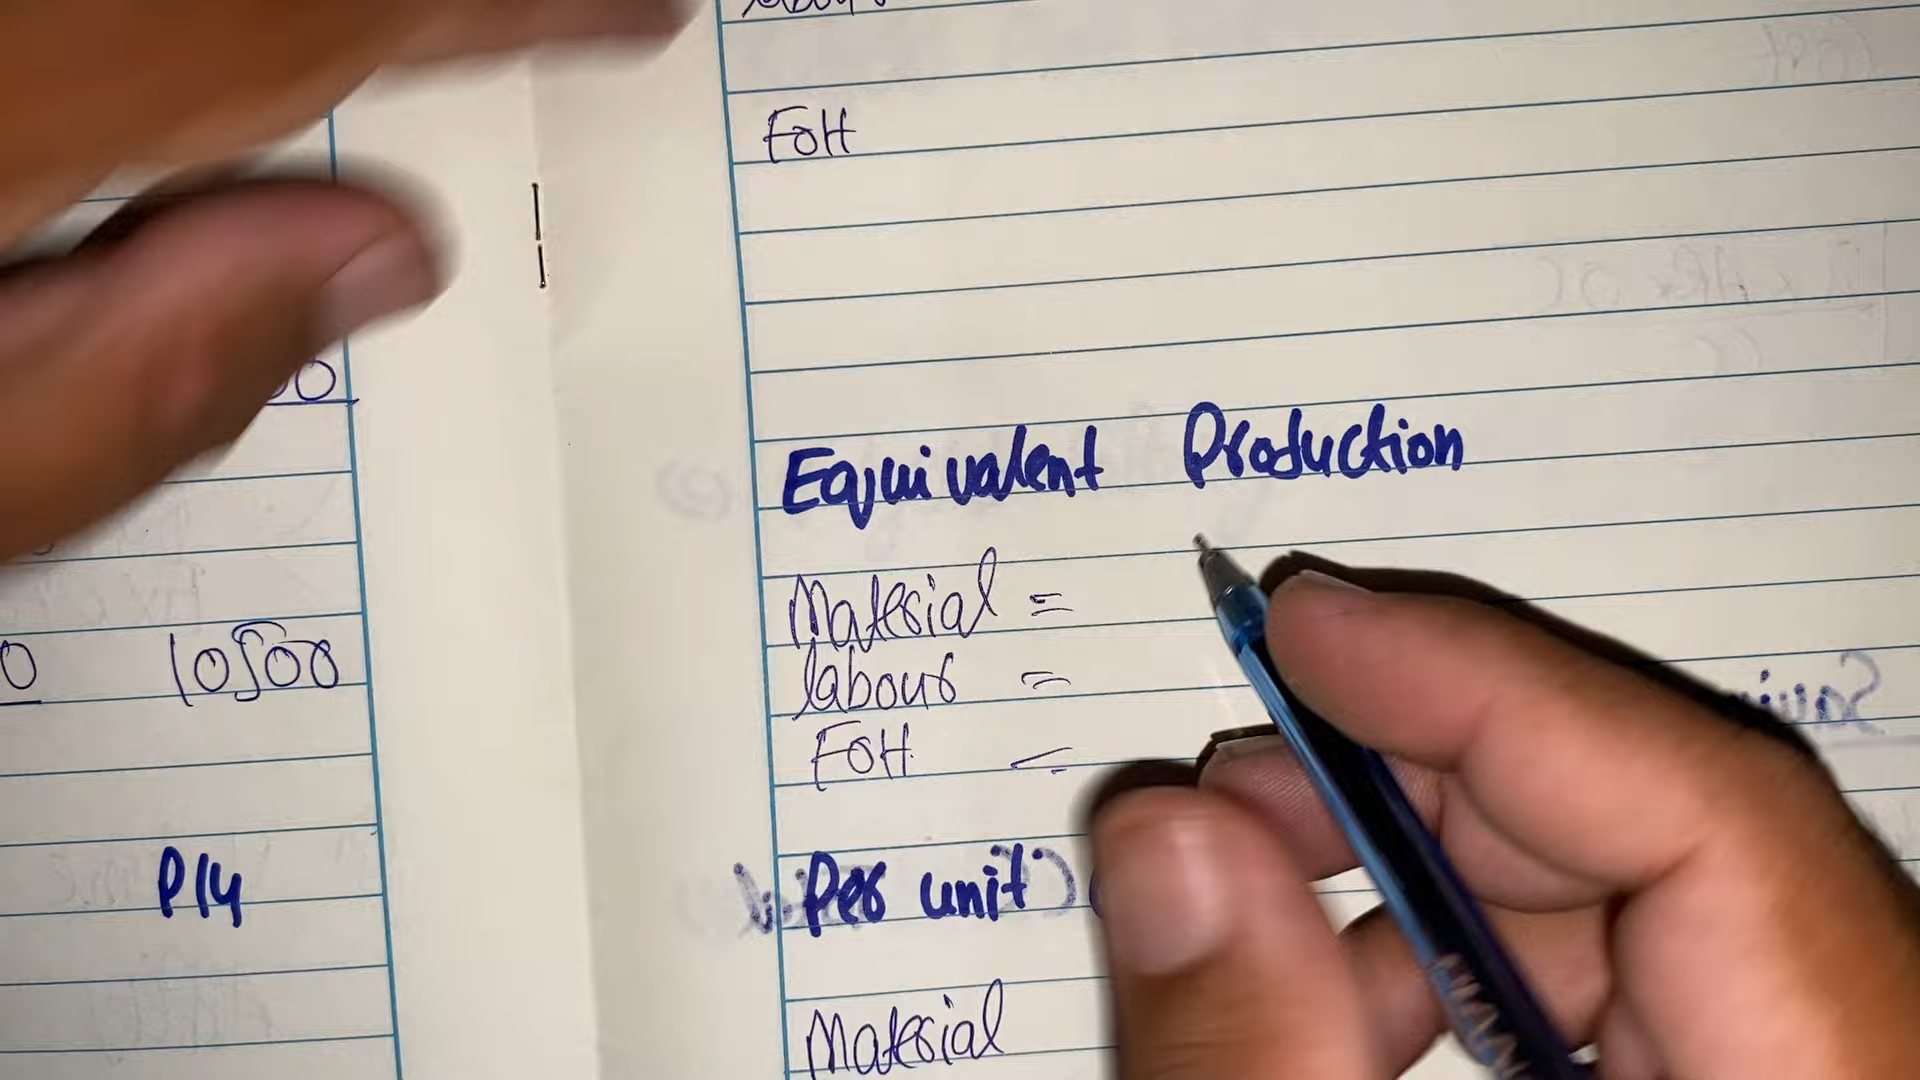 10500
P14
FOH
Equivalent Production
Material =
labour =
FOH =
Per unit
Material